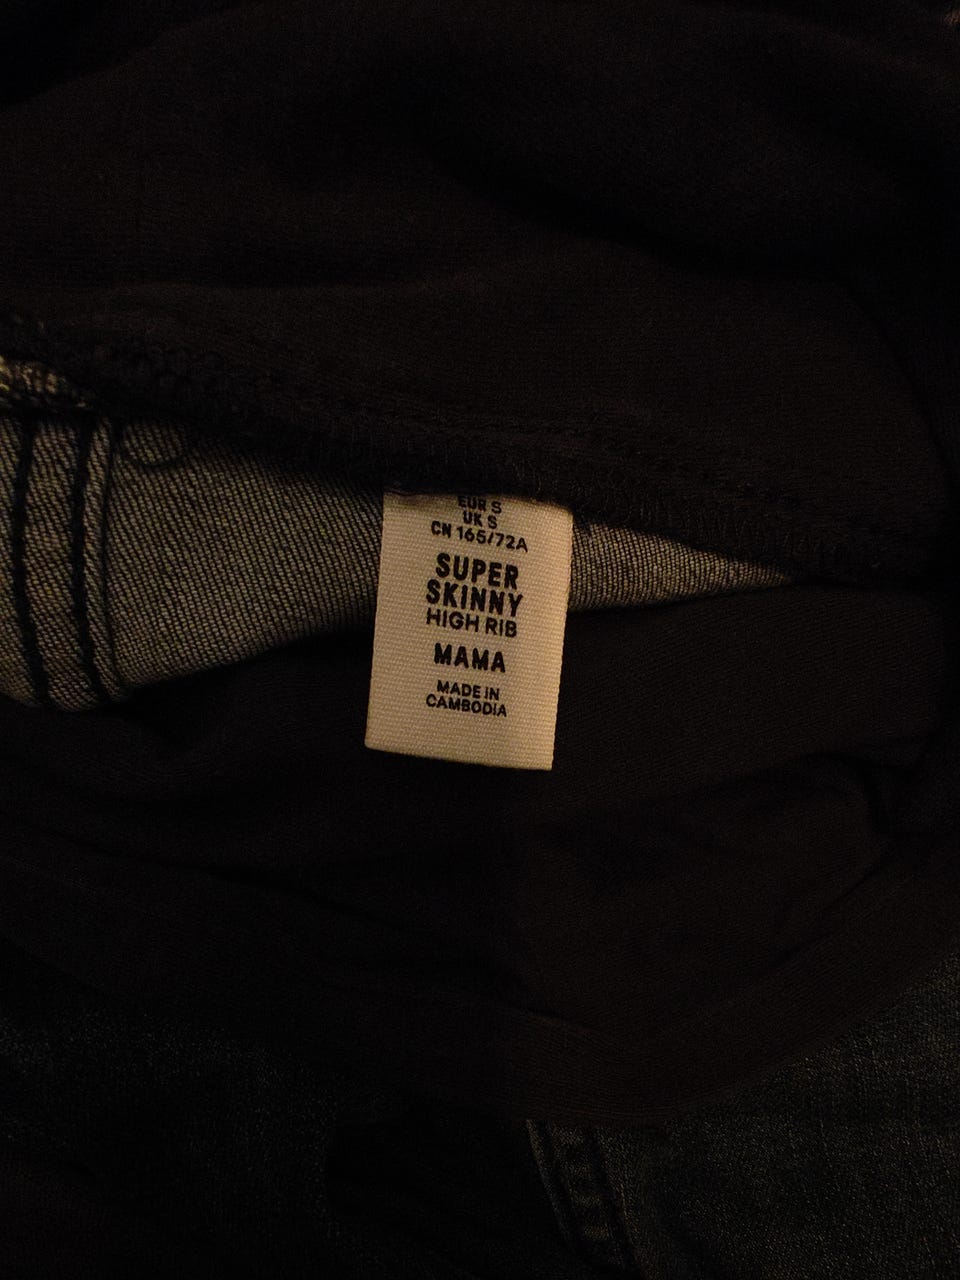 EUR S
UK S
CN 165/72A
SUPER
SKINNY
HIGH RIB
MAMA
MADE IN
CAMBODIA